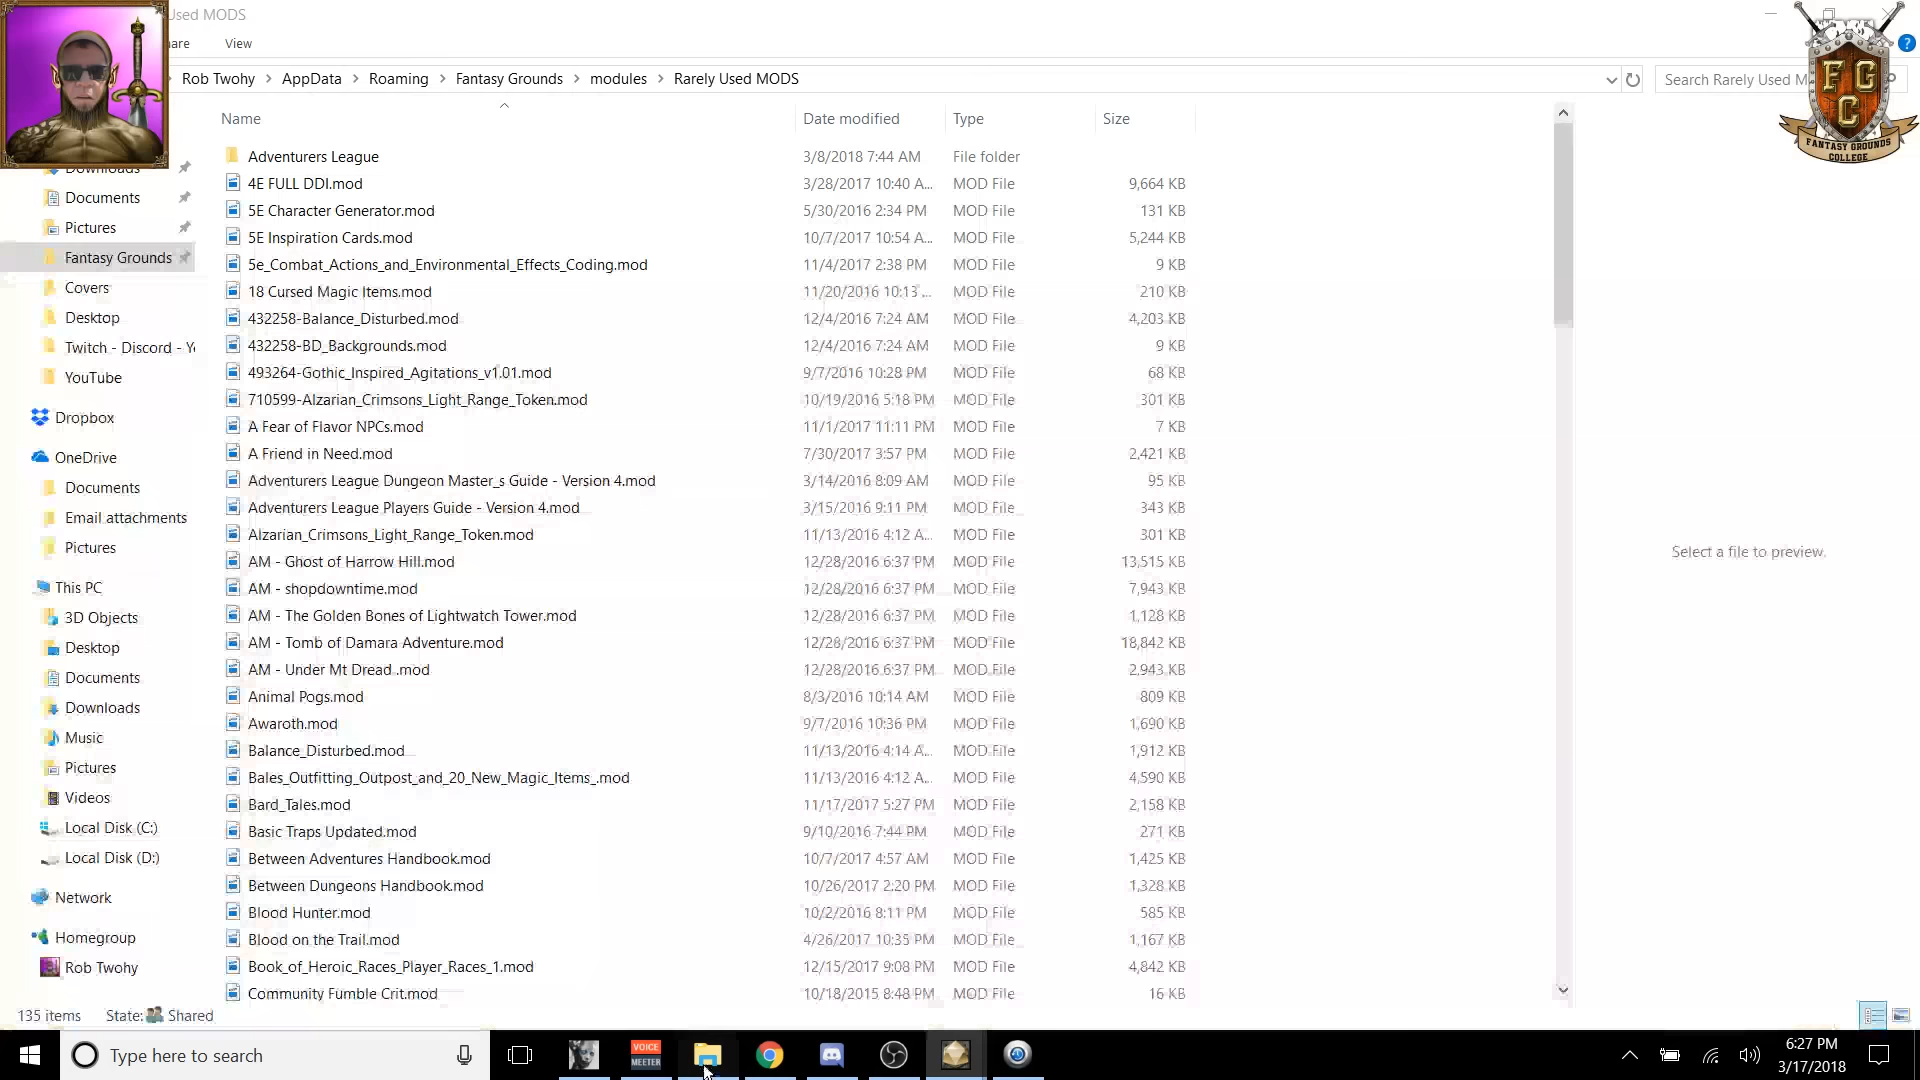 Used MODS
are View
Rob Twohy > AppData > Roaming > Fantasy Grounds > modules > Rarely Used MODS
Search Rarely Used M
FG
C
FANTASY GROUNDS
COLLEGE
Name Date modified Type Size
Adventurers League 3/8/2018 7:44 AM File folder
4E FULL DDI.mod 3/28/2017 10:40 A... MOD File 9,664 KB
5E Character Generator.mod 5/30/2016 2:34 PM MOD File 131 KB
5E Inspiration Cards.mod 10/7/2017 10:54 A... MOD File 5,244 KB
5e_Combat_Actions_and_Environmental_Effects_Coding.mod 11/4/2017 2:38 PM MOD File 9 KB
18 Cursed Magic Items.mod 11/20/2016 10:13 ... MOD File 210 KB
432258-Balance_Disturbed.mod 12/4/2016 7:24 AM MOD File 4,203 KB
432258-BD_Backgrounds.mod 12/4/2016 7:24 AM MOD File 9 KB
493264-Gothic_Inspired_Agitations_v1.01.mod 9/7/2016 10:28 PM MOD File 68 KB
710599-Alzarian_Crimsons_Light_Range_Token.mod 10/19/2016 5:18 PM MOD File 301 KB
A Fear of Flavor NPCs.mod 11/1/2017 11:11 PM MOD File 7 KB
A Friend in Need.mod 7/30/2017 3:57 PM MOD File 2,421 KB
Adventurers League Dungeon Master_s Guide - Version 4.mod 3/14/2016 8:09 AM MOD File 95 KB
Adventurers League Players Guide - Version 4.mod 3/15/2016 9:11 PM MOD File 343 KB
Alzarian_Crimsons_Light_Range_Token.mod 11/13/2016 4:12 A... MOD File 301 KB
AM - Ghost of Harrow Hill.mod 12/28/2016 6:37 PM MOD File 13,515 KB
AM - shopdowntime.mod 12/28/2016 6:37 PM MOD File 7,943 KB
AM - The Golden Bones of Lightwatch Tower.mod 12/28/2016 6:37 PM MOD File 1,128 KB
AM - Tomb of Damara Adventure.mod 12/28/2016 6:37 PM MOD File 18,842 KB
AM - Under Mt Dread .mod 12/28/2016 6:37 PM MOD File 2,943 KB
Animal Pogs.mod 8/3/2016 10:14 AM MOD File 809 KB
Awaroth.mod 9/7/2016 10:36 PM MOD File 1,690 KB
Balance_Disturbed.mod 11/13/2016 4:14 A... MOD File 1,912 KB
Bales_Outfitting_Outpost_and_20_New_Magic_Items_.mod 11/13/2016 4:12 A... MOD File 4,590 KB
Bard_Tales.mod 11/17/2017 5:27 PM MOD File 2,158 KB
Basic Traps Updated.mod 9/10/2016 7:44 PM MOD File 271 KB
Between Adventures Handbook.mod 10/7/2017 4:57 AM MOD File 1,425 KB
Between Dungeons Handbook.mod 10/26/2017 2:20 PM MOD File 1,328 KB
Blood Hunter.mod 10/2/2016 8:11 PM MOD File 585 KB
Blood on the Trail.mod 4/26/2017 10:35 PM MOD File 1,167 KB
Book_of_Heroic_Races_Player_Races_1.mod 12/15/2017 9:08 PM MOD File 4,842 KB
Community Fumble Crit.mod 10/18/2015 8:48 PM MOD File 16 KB
Downloads
Documents
Pictures
Fantasy Grounds
Covers
Desktop
Twitch - Discord - Y
YouTube
Dropbox
OneDrive
Documents
Email attachments
Pictures
This PC
3D Objects
Desktop
Documents
Downloads
Music
Pictures
Videos
Local Disk (C:)
Local Disk (D:)
Network
Homegroup
Rob Twohy
Select a file to preview.
135 items State: Shared
Type here to search
VOICE
MEETER
6:27 PM
3/17/2018